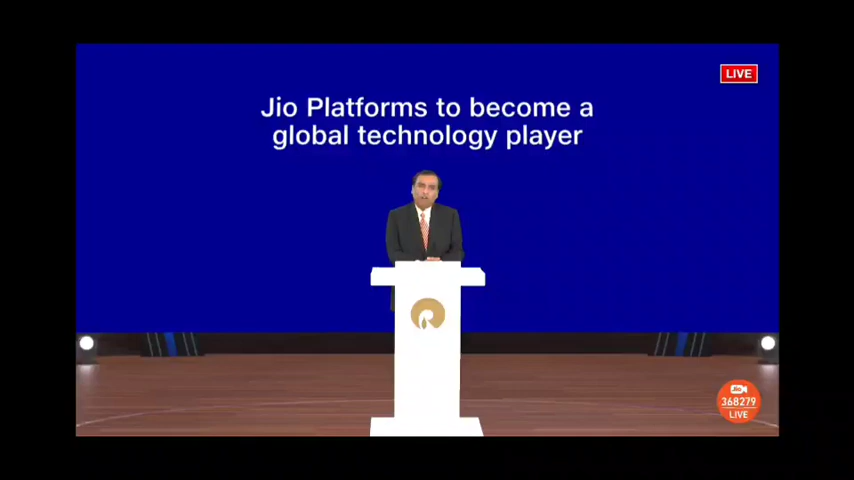 LIVE
Jio Platforms to become a
global technology player
Jio
368279
LIVE